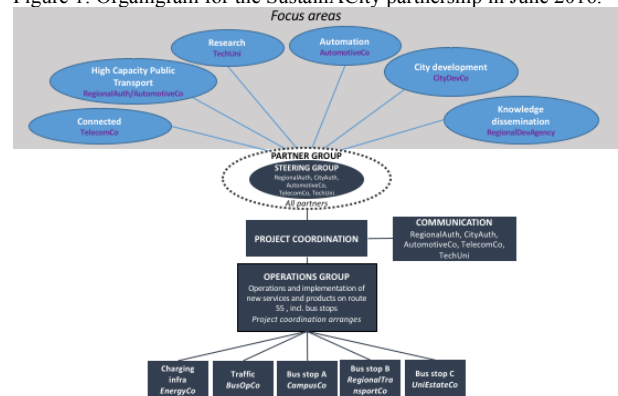 Figure 1. Organigram for the SustainACity partnership in June 2016.
Focus areas
Research
TechUni
Automation
AutomotiveCo
High Capacity Public
Transport
RegionalAuth/AutomotiveCo
City development
CityDevCo
Connected
TelecomCo
Knowledge
dissemination
RegionalDevAgency
PARTNER GROUP
STEERING GROUP
RegionalAuth, CityAuth,
AutomotiveCo,
TelecomCo, TechUni
All partners
PROJECT COORDINATION
COMMUNICATION
RegionalAuth, CityAuth,
AutomotiveCo, TelecomCo,
TechUni
OPERATIONS GROUP
Operations and implementation of
new services and products on route
55 , incl. bus stops
Project coordination arranges
Charging
infra
EnergyCo
Traffic
BusOpCo
Bus stop A
CampusCo
Bus stop B
RegionalTra
nsportCo
Bus stop C
UniEstateCo